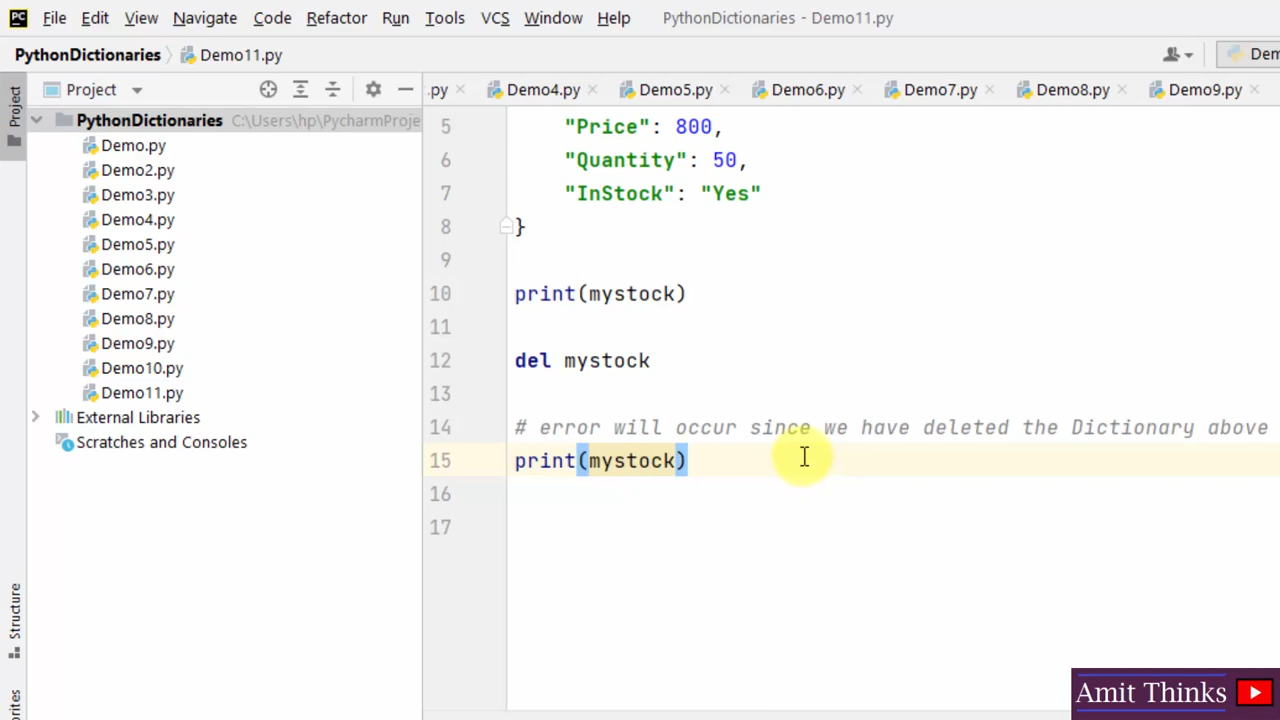 PC File Edit View Navigate Code Refactor Run Tools VCS Window Help PythonDictionaries - Demo11.py
PythonDictionaries Demo11.py
Project
Project
.py Demo4.py Demo5.py Demo6.py Demo7.py Demo8.py Demo9.py
PythonDictionaries C:\Users\hp\PycharmProje
Demo.py
Demo2.py
Demo3.py
Demo4.py
Demo5.py
Demo6.py
Demo7.py
Demo8.py
Demo9.py
Demo10.py
Demo11.py
External Libraries
Scratches and Consoles
5 "Price": 800,
6 "Quantity": 50,
7 "InStock": "Yes"
8 }
9
10 print(mystock)
11
12 del mystock
13
14 # error will occur since we have deleted the Dictionary above
15 print(mystock)
16
17
Structure
Amit Thinks